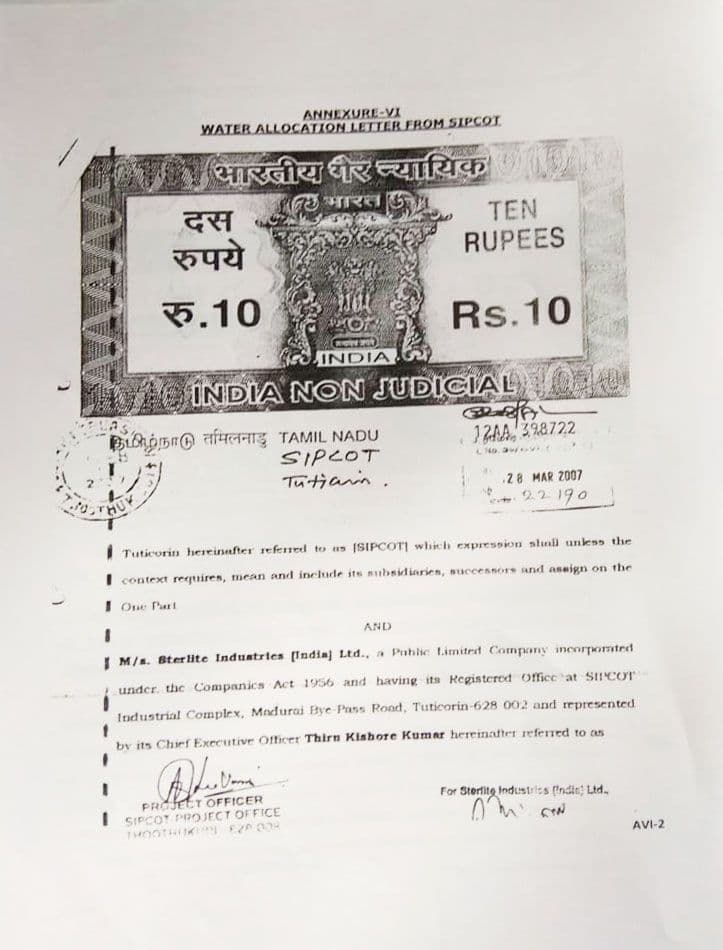 ANNEXURE-VI
WATER ALLOCATION LETTER FROM SIPCOT
भारतीय गैर न्यायिक
भारत
दस
रुपये
रु.10
TEN
RUPEES
Rs.10
सत्यमेव जयते
INDIA
INDIA NON JUDICIAL
தமிழ்நாடு तमिलनाडु TAMIL NADU
12AA 398722
SIPCOT
28 MAR 2007
22190
Tuticorin hereinafter referred to as [SIPCOT] which expression shall unless the
context requires, mean and include its subsidiaries, successors and assign on the
One Part
AND
M/s. Sterlite Industries [India] Ltd., a Public Limited Company incorporated
under the Companies Act 1956 and having its Registered Office at SIPCOT
Industrial Complex, Madurai Bye Pass Road, Tuticorin-628 002 and represented
by its Chief Executive Officer Thiru Kishore Kumar hereinafter referred to as
PROJECT OFFICER
SIPCOT PROJECT OFFICE
For Sterlite Industries (India) Ltd.,
AVI-2